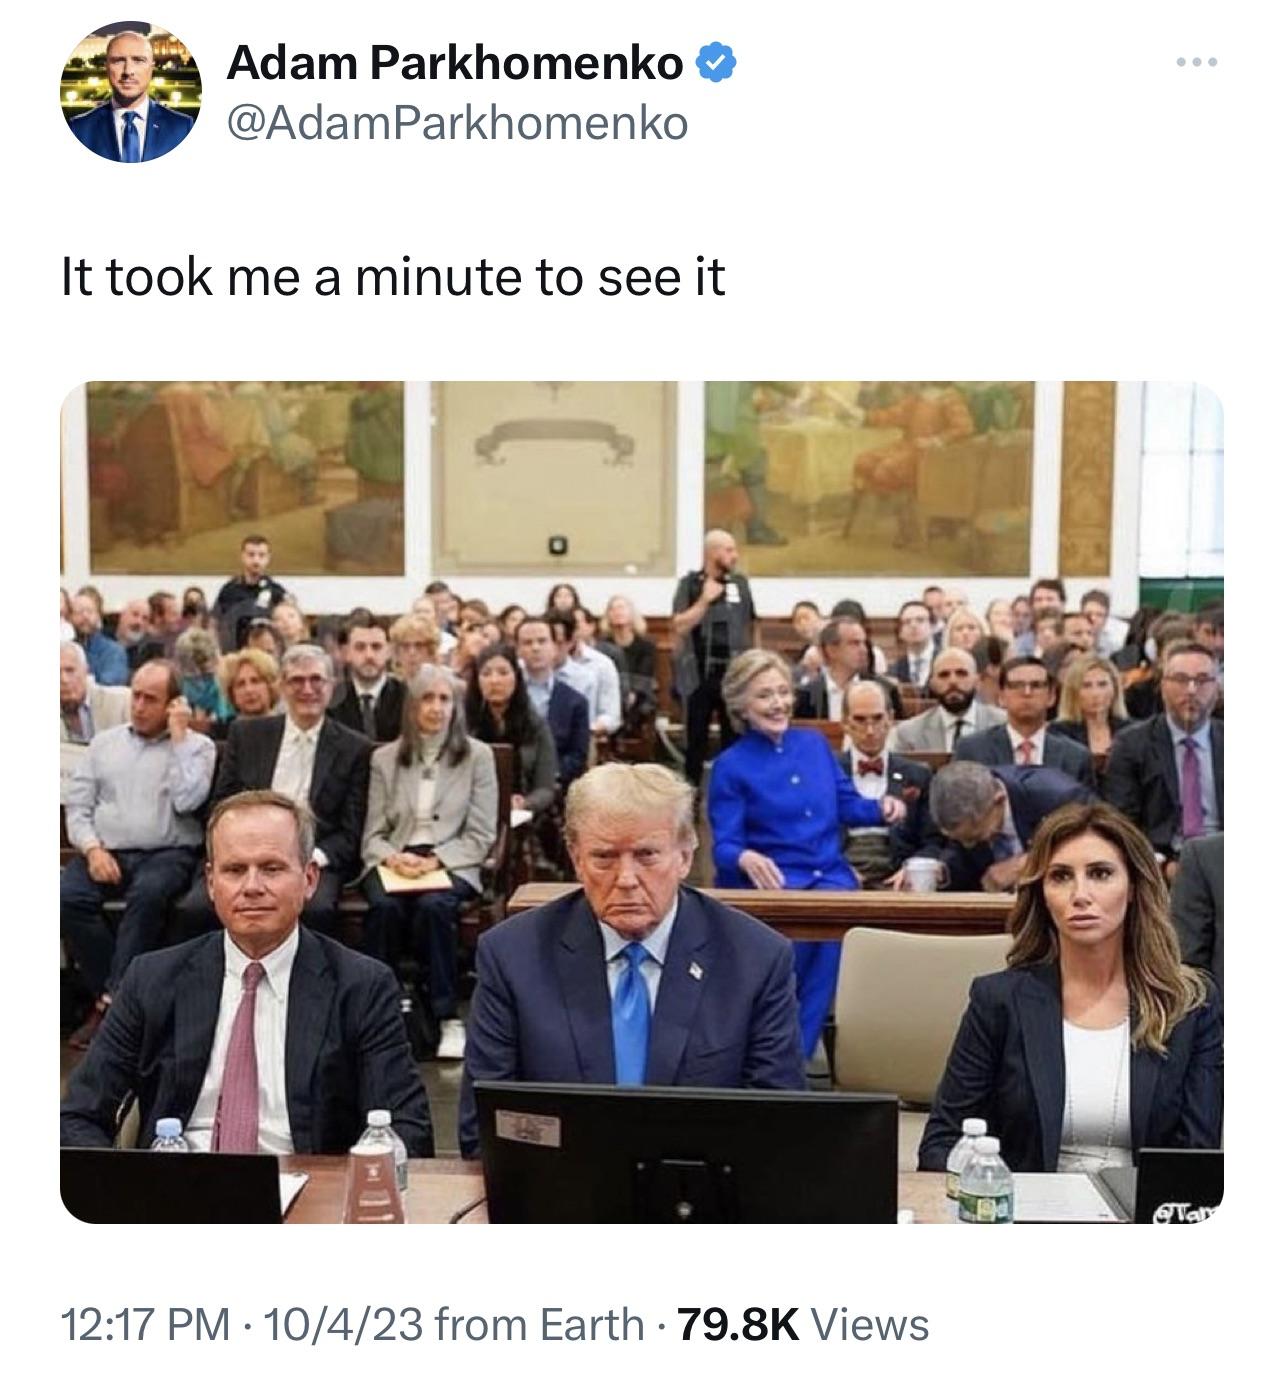 Adam Parkhomenko
@AdamParkhomenko
It took me a minute to see it
12:17 PM · 10/4/23 from Earth · 79.8K Views